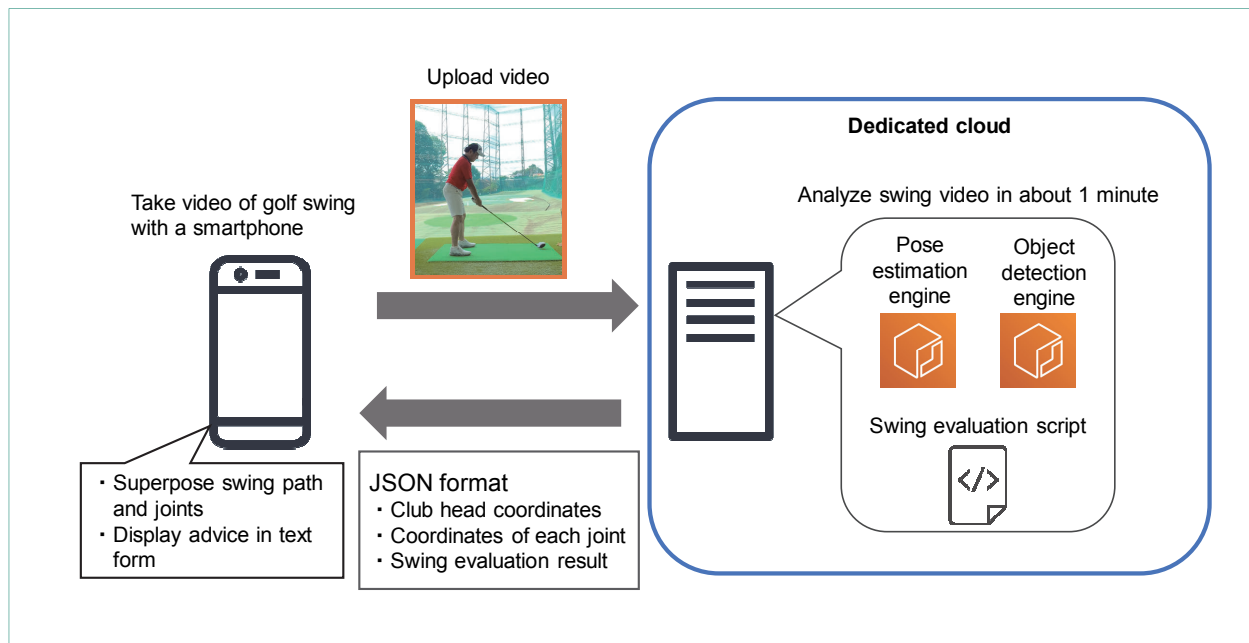 Upload video
Take video of golf swing
with a smartphone
Dedicated cloud
Analyze swing video in about 1 minute
Pose
estimation
engine
Object
detection
engine
Swing evaluation script
</>
・Superpose swing path
and joints
・Display advice in text
form
JSON format
・Club head coordinates
・Coordinates of each joint
・Swing evaluation result